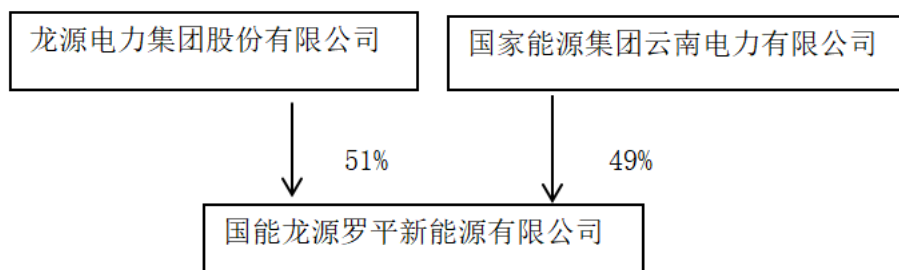 龙源电力集团股份有限公司
国家能源集团云南电力有限公司
51%
49%
国能龙源罗平新能源有限公司